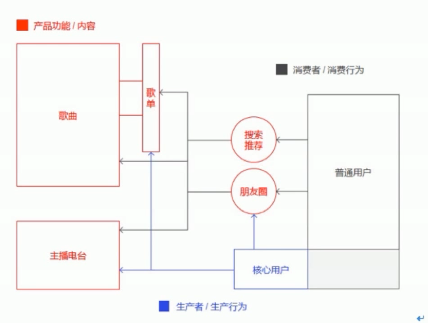 产品功能 / 内容
消费者 / 消费行为
歌曲
歌
单
搜索
推荐
普通用户
朋友圈
主播电台
核心用户
生产者 / 生产行为